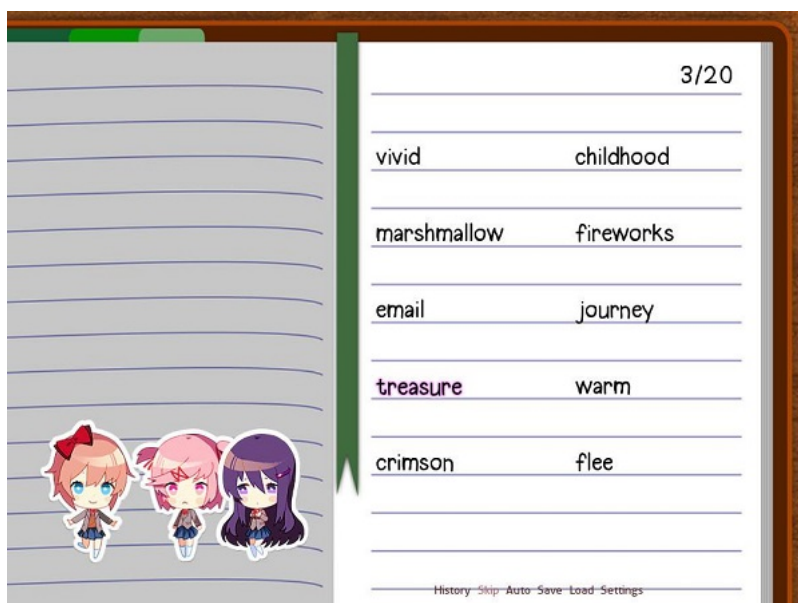 3/20
vivid childhood
marshmallow fireworks
email journey
treasure warm
crimson flee
History Skip Auto Save Load Settings